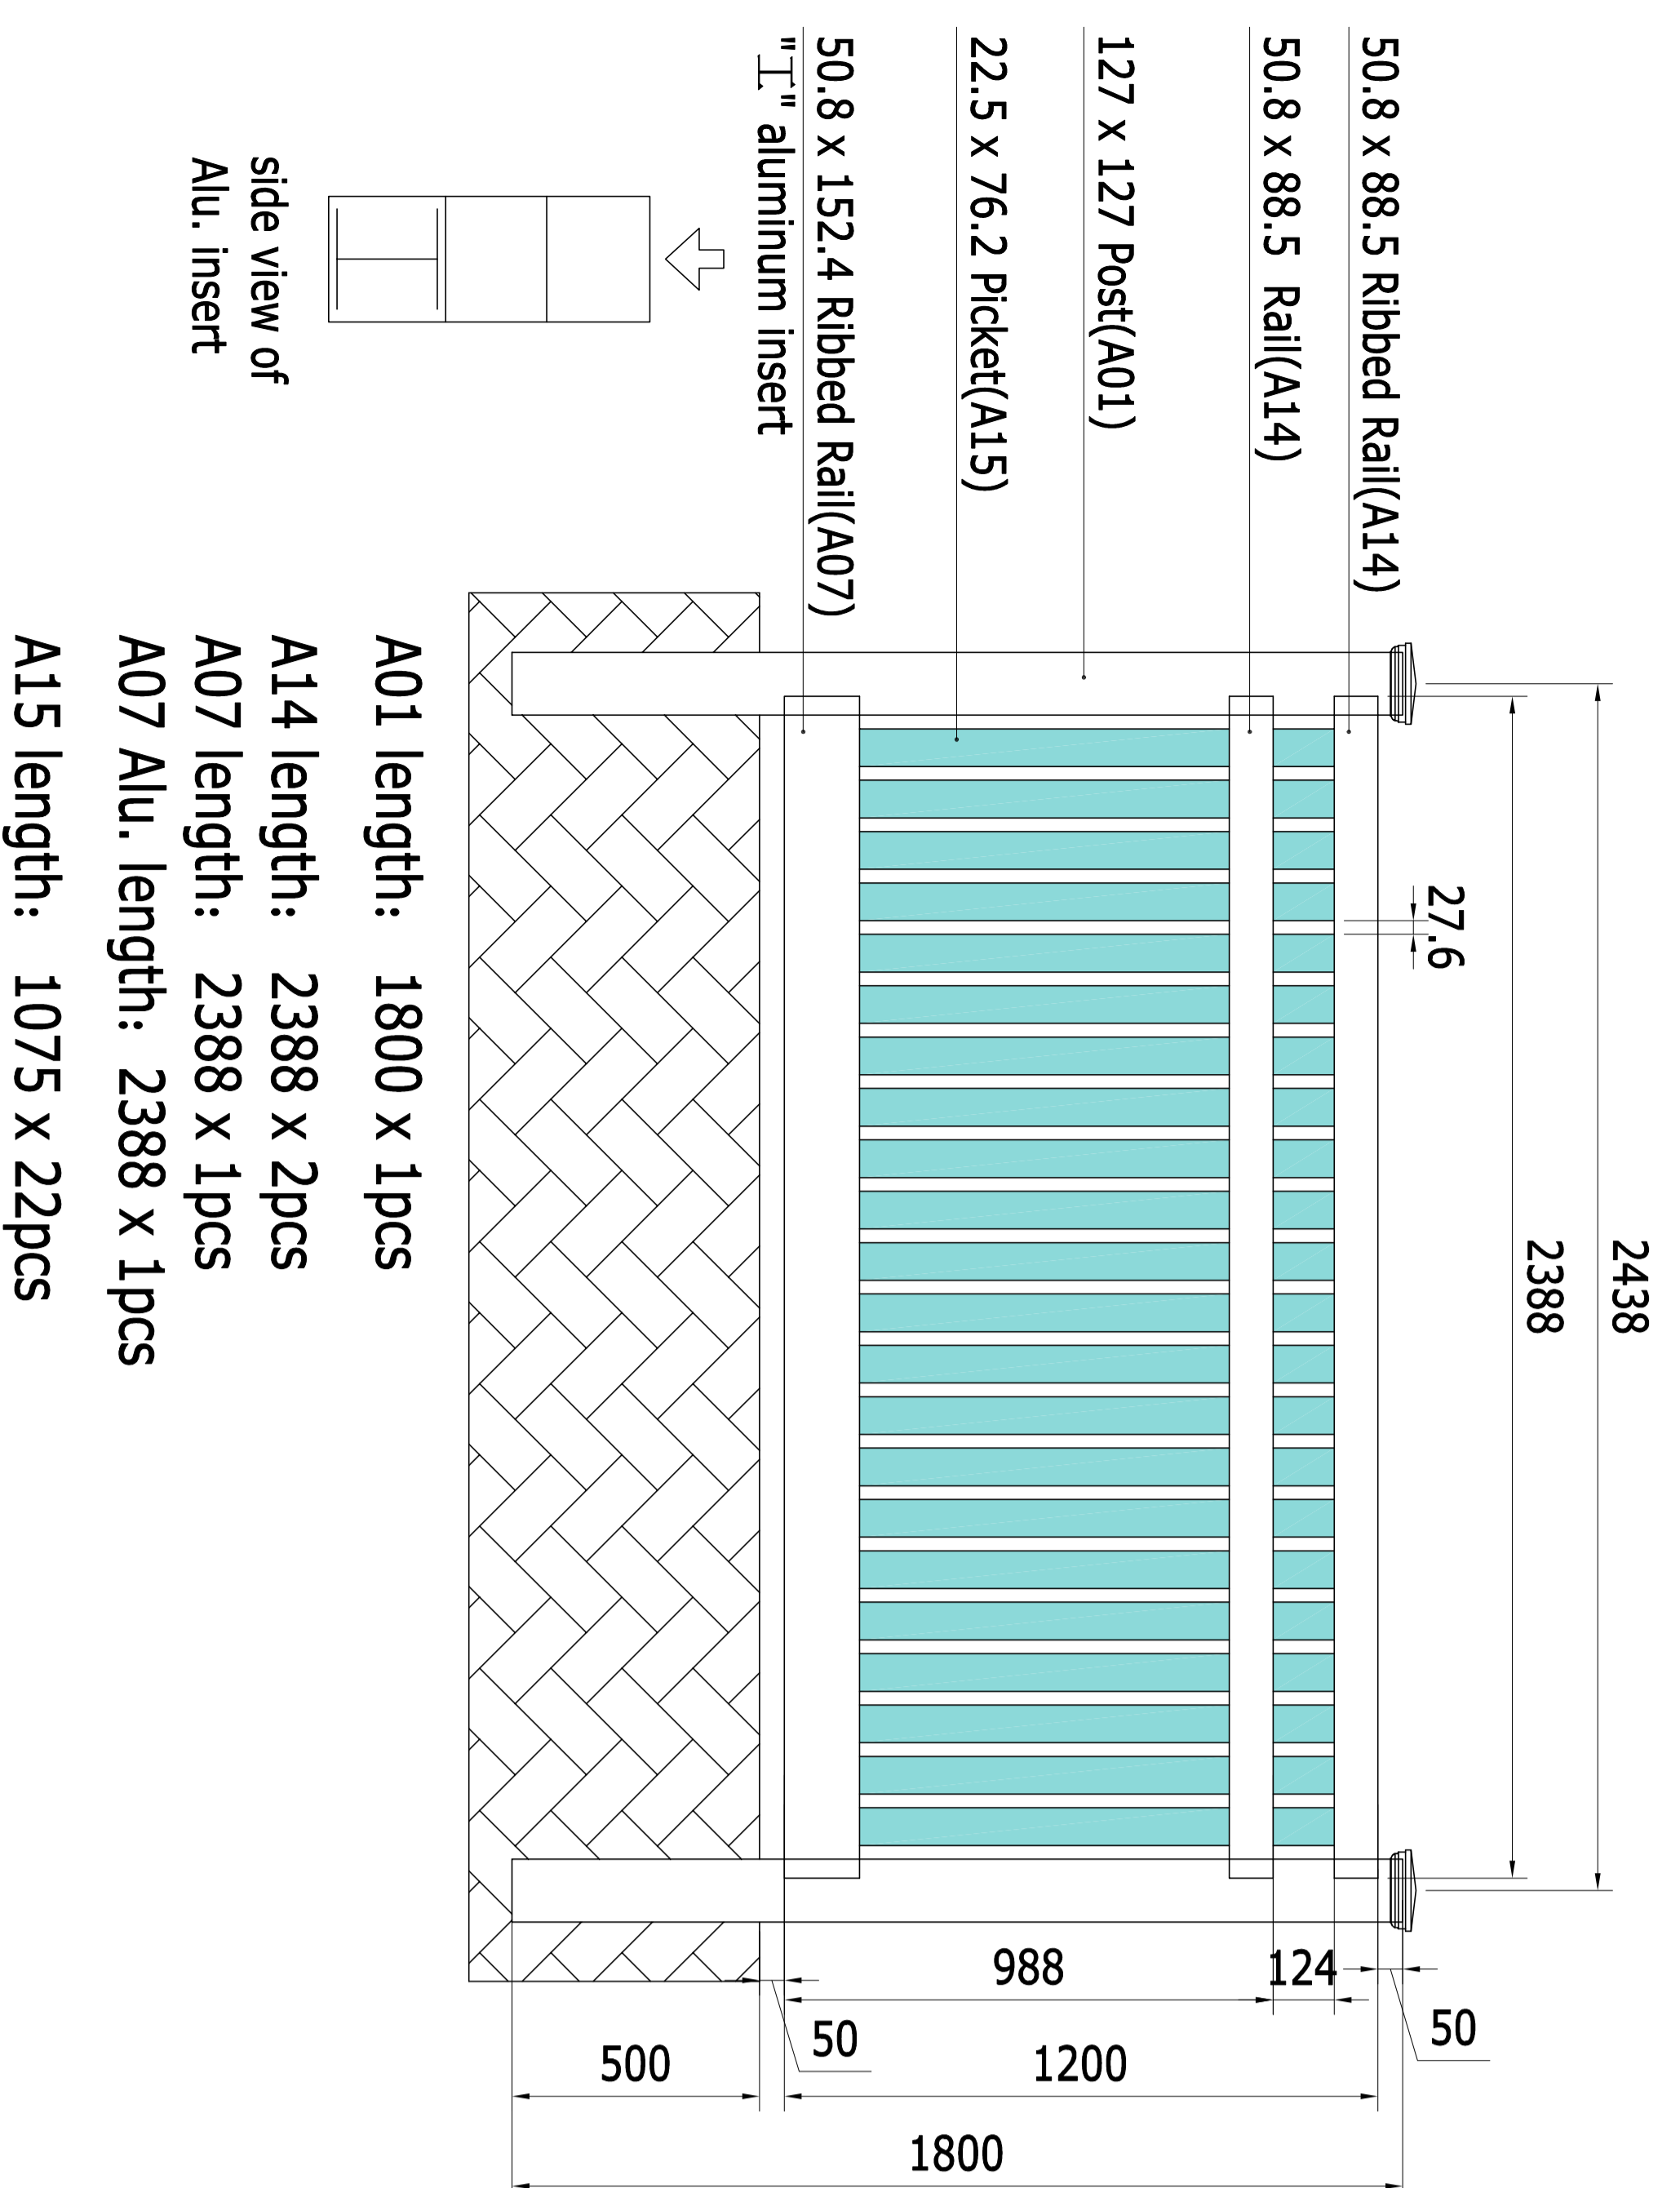 2438
2388
27.6
50.8 x 88.5 Ribbed Rail(A14)
50.8 x 88.5 Rail(A14)
127 x 127 Post(A01)
22.5 x 76.2 Picket(A15)
50.8 x 152.4 Ribbed Rail(A07)
"工" aluminum insert
side view of
Alu. insert
50
124
988
50
1200
500
1800
A01 length: 1800 x 1pcs
A14 length: 2388 x 2pcs
A07 length: 2388 x 1pcs
A07 Alu. length: 2388 x 1pcs
A15 length: 1075 x 22pcs